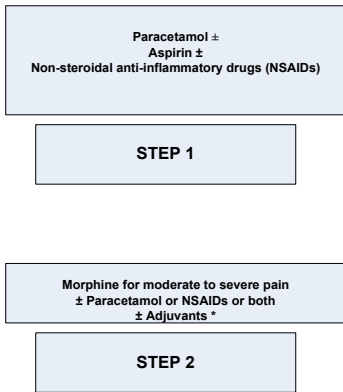 Paracetamol ±
Aspirin ±
Non-steroidal anti-inflammatory drugs (NSAIDs)
STEP 1
Morphine for moderate to severe pain
± Paracetamol or NSAIDs or both
± Adjuvants *
STEP 2